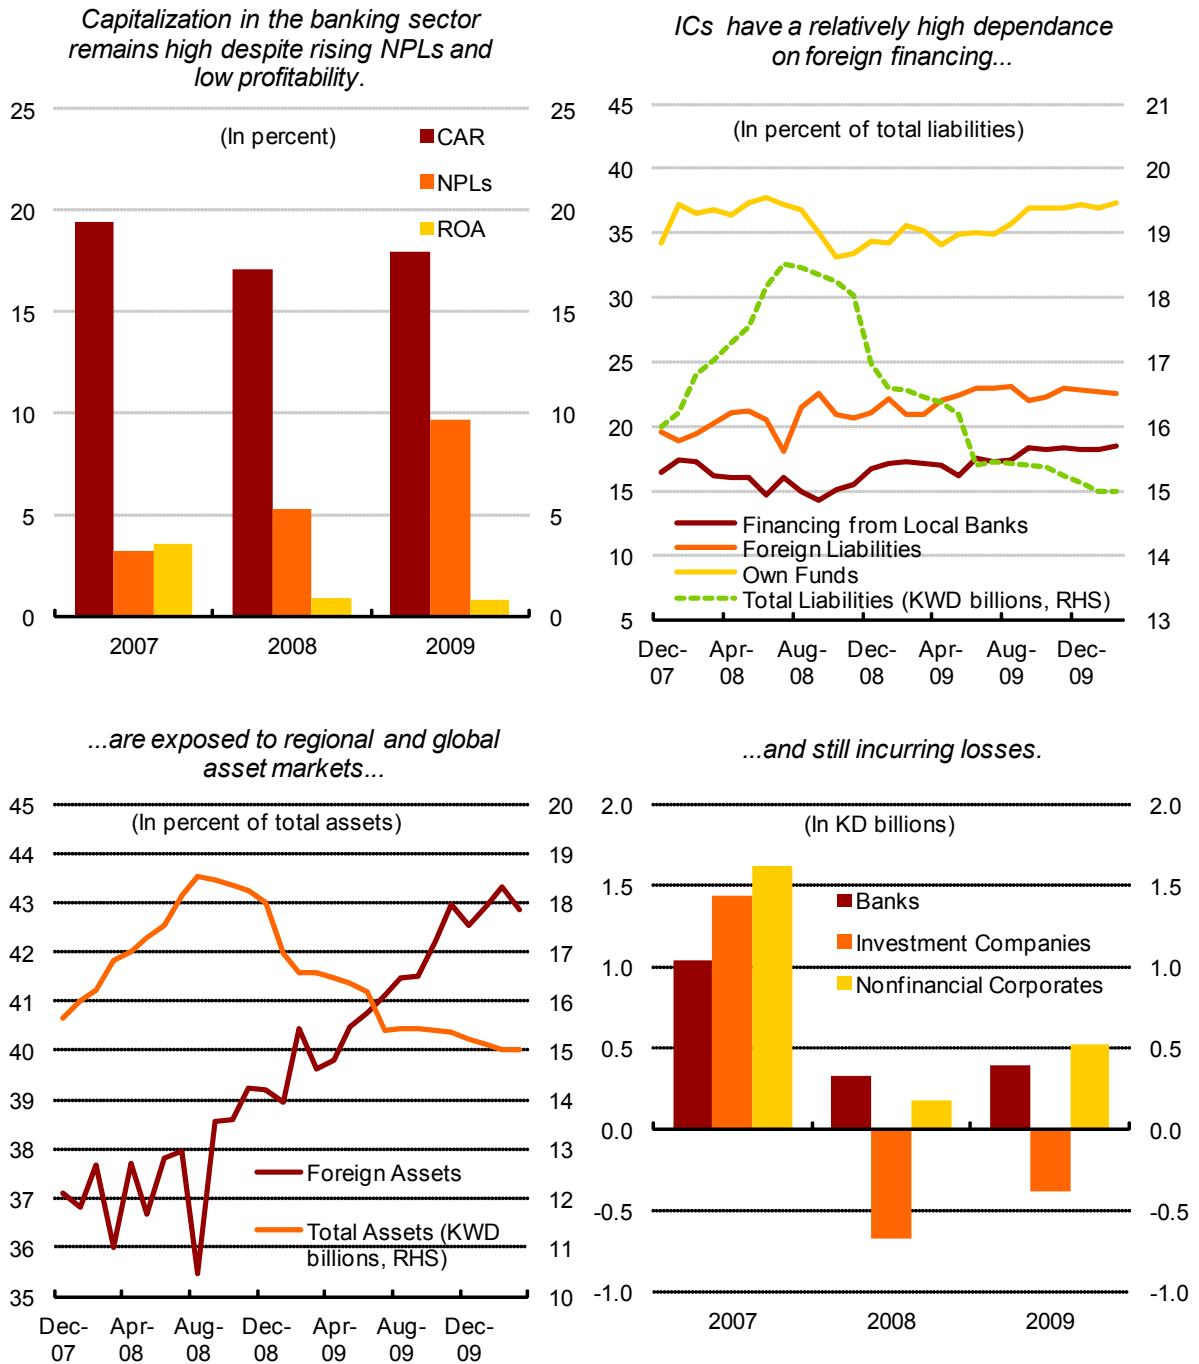 Capitalization in the banking sector
remains high despite rising NPLs and
low profitability.
25
20
15
10
5
0
25
20
15
10
5
0
(In percent)
CAR
NPLs
ROA
2007
2008
2009
ICs have a relatively high dependance
on foreign financing...
45
40
35
30
25
20
15
10
5
21
20
19
18
17
16
15
14
13
(In percent of total liabilities)
Financing from Local Banks
Foreign Liabilities
Own Funds
Total Liabilities (KWD billions, RHS)
Dec-
07
Apr-
08
Aug-
08
Dec-
08
Apr-
09
Aug-
09
Dec-
09
...are exposed to regional and global
asset markets...
45
44
43
42
41
40
39
38
37
36
35
20
19
18
17
16
15
14
13
12
11
10
(In percent of total assets)
Foreign Assets
Total Assets (KWD
billions, RHS)
Dec-
07
Apr-
08
Aug-
08
Dec-
08
Apr-
09
Aug-
09
Dec-
09
...and still incurring losses.
2.0
1.5
1.0
0.5
0.0
-0.5
-1.0
2.0
1.5
1.0
0.5
0.0
-0.5
-1.0
(In KD billions)
Banks
Investment Companies
Nonfinancial Corporates
2007
2008
2009